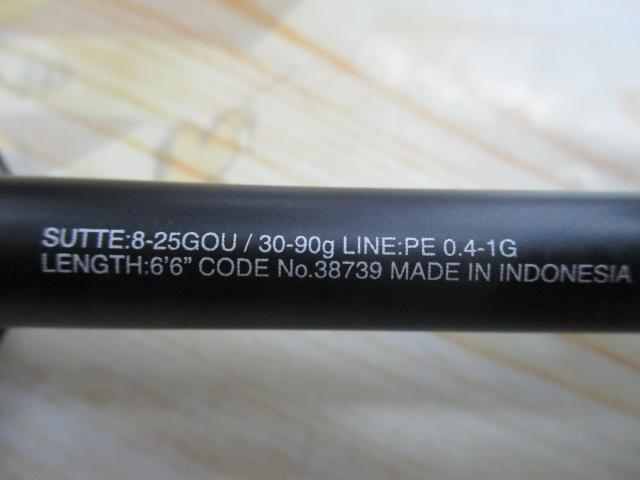 SUTTE:8-25GOU / 30-90g LINE:PE 0.4-1G
LENGTH:6'6” CODE No.38739 MADE IN INDONESIA